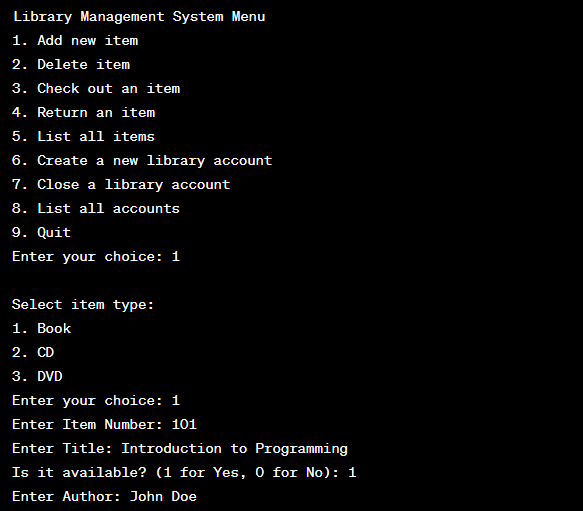 Library Management System Menu
1. Add new item
2. Delete item
3. Check out an item
4. Return an item
5. List all items
6. Create a new library account
7. Close a library account
8. List all accounts
9. Quit
Enter your choice: 1
Select item type:
1. Book
2. CD
3. DVD
Enter your choice: 1
Enter Item Number: 101
Enter Title: Introduction to Programming
Is it available? (1 for Yes, 0 for No): 1
Enter Author: John Doe